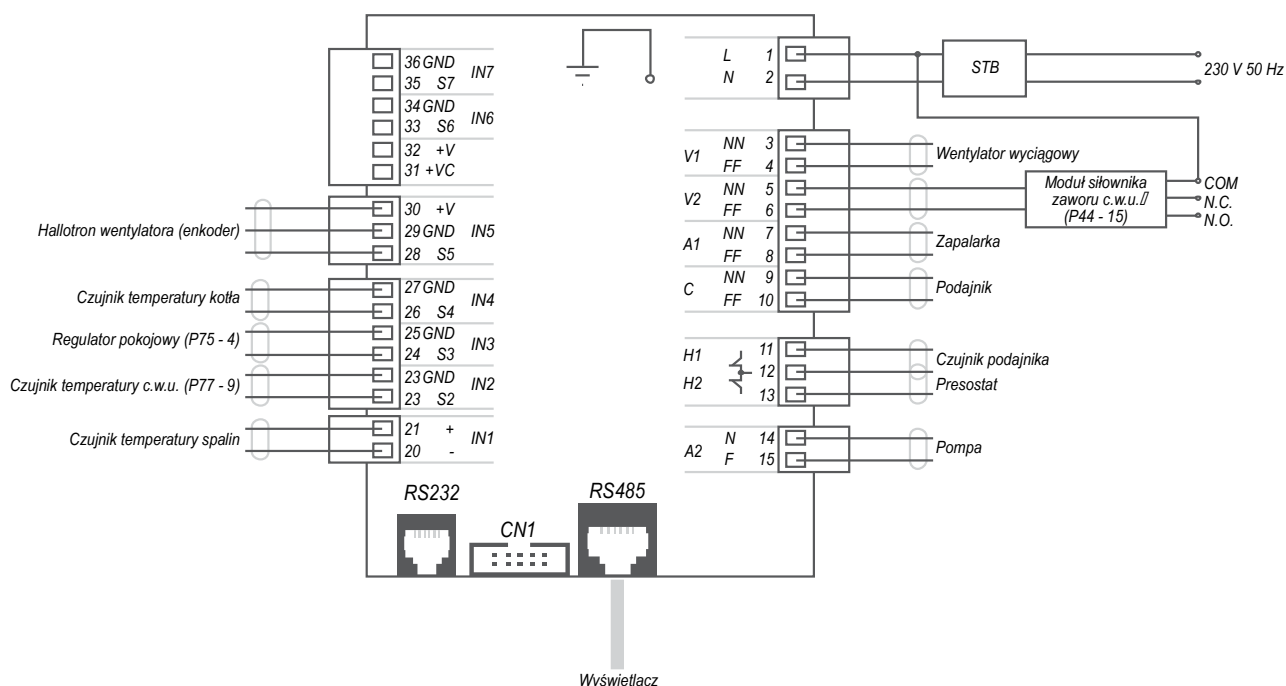 36 GND
35 S7
IN7
34 GND
33 S6
IN6
32 +V
31 +VC
30 +V
29 GND
28 S5
IN5
Hallotron wentylatora (enkoder)
27 GND
26 S4
IN4
Czujnik temperatury kotła
25 GND
24 S3
IN3
Regulator pokojowy (P75 - 4)
23 GND
23 S2
IN2
Czujnik temperatury c.w.u. (P77 - 9)
21 +
20 -
IN1
Czujnik temperatury spalin
L 1
N 2
STB
230 V 50 Hz
V1
NN 3
FF 4
Wentylator wyciągowy
V2
NN 5
FF 6
Moduł siłownika
zaworu c.w.u.
(P44 - 15)
COM
N.C.
N.O.
A1
NN 7
FF 8
Zapalarka
C
NN 9
FF 10
Podajnik
H1 11
12
H2
13
Czujnik podajnika
Presostat
A2
N 14
F 15
Pompa
RS232
CN1
RS485
Wyświetlacz